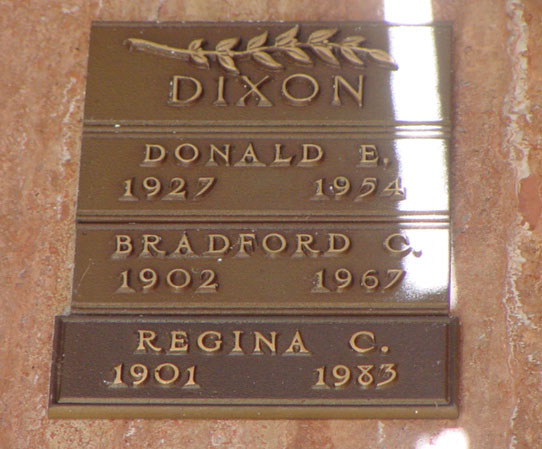 DIXON
DONALD E.
1927 1954
BRADFORD C.
1902 1967
REGINA C.
1901 1983